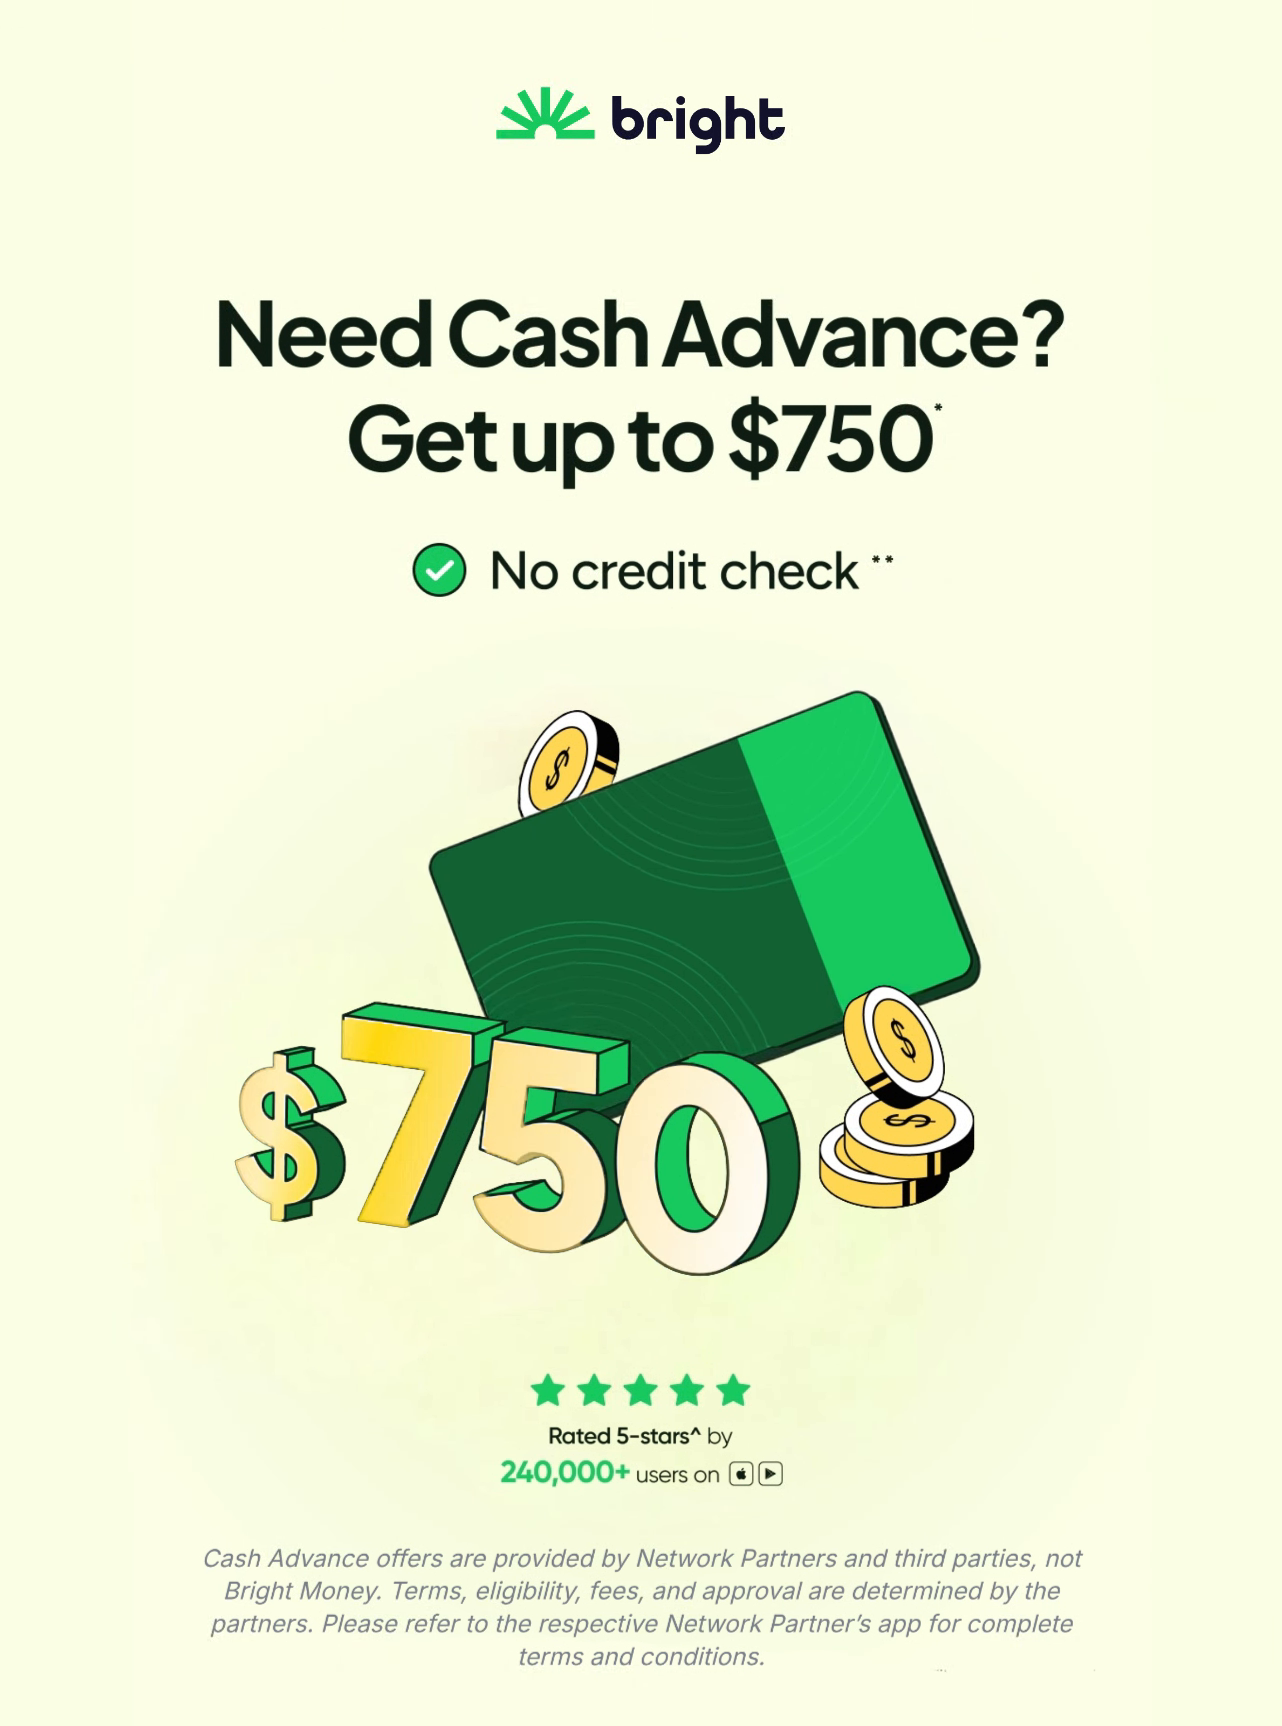 bright
Need Cash Advance?
Get up to $750*
No credit check **
$
$750
$
$
Rated 5-stars^ by
240,000+ users on
Cash Advance offers are provided by Network Partners and third parties, not
Bright Money. Terms, eligibility, fees, and approval are determined by the
partners. Please refer to the respective Network Partner’s app for complete
terms and conditions.